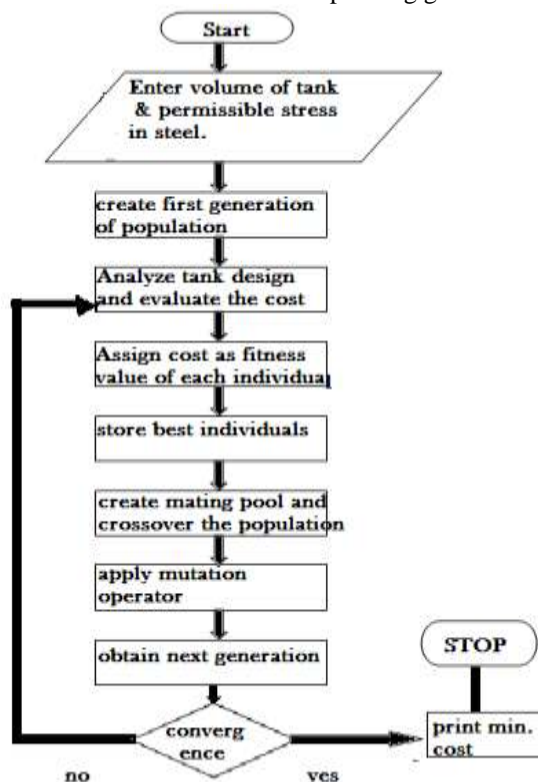 Start
Enter volume of tank
& permissible stress
in steel.
create first generation
of population
Analyze tank design
and evaluate the cost
Assign cost as fitness
value of each individual
store best individuals
create mating pool and
crossover the population
apply mutation
operator
obtain next generation
converg
ence
no
yes
print min.
cost
STOP